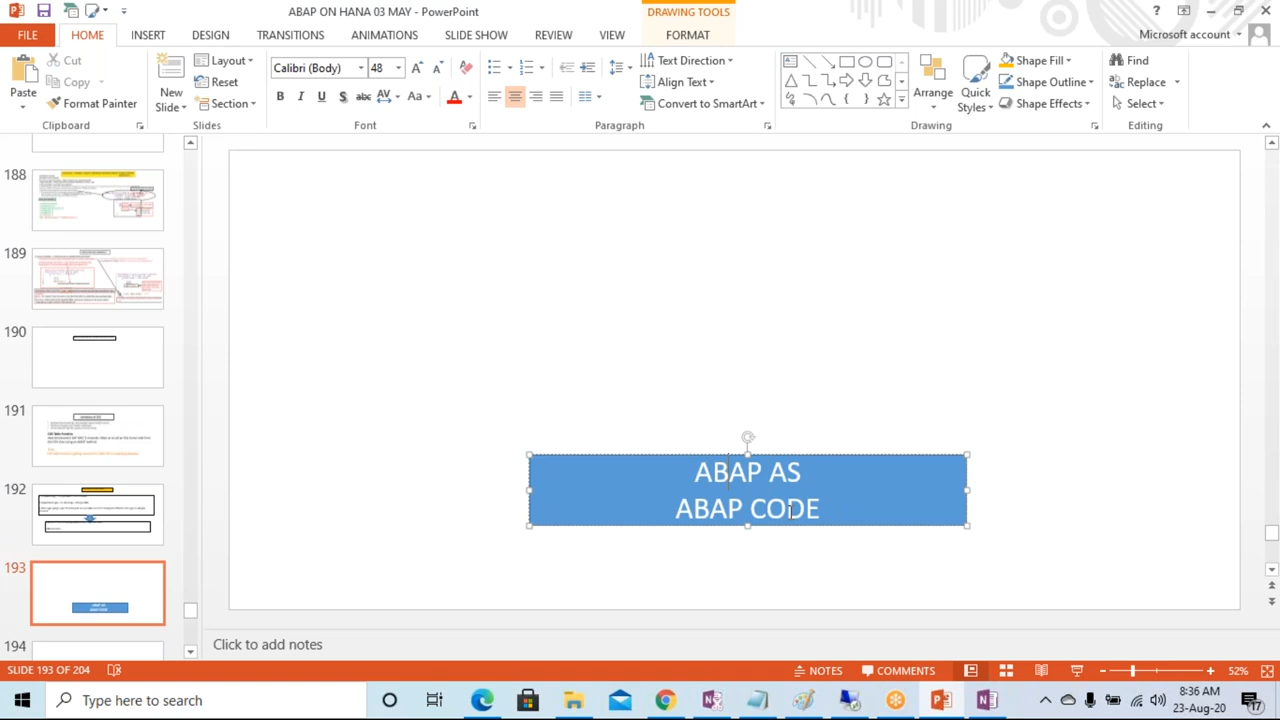 ABAP ON HANA 03 MAY - PowerPoint
DRAWING TOOLS
?
FILE HOME INSERT DESIGN TRANSITIONS ANIMATIONS SLIDE SHOW REVIEW VIEW FORMAT
Microsoft account
Paste
Cut
Copy
Format Painter
Clipboard
New
Slide
Layout
Reset
Section
Slides
Calibri (Body) 48
B I U S abc AV Aa A
Font
Text Direction
Align Text
Convert to SmartArt
Paragraph
Arrange
Quick
Styles
Shape Fill
Shape Outline
Shape Effects
Drawing
Find
Replace
Select
Editing
188
189
190
191
192
193
194
ABAP AS
ABAP CODE
Click to add notes
SLIDE 193 OF 204
NOTES
COMMENTS
52%
Type here to search
8:36 AM
23-Aug-20
17